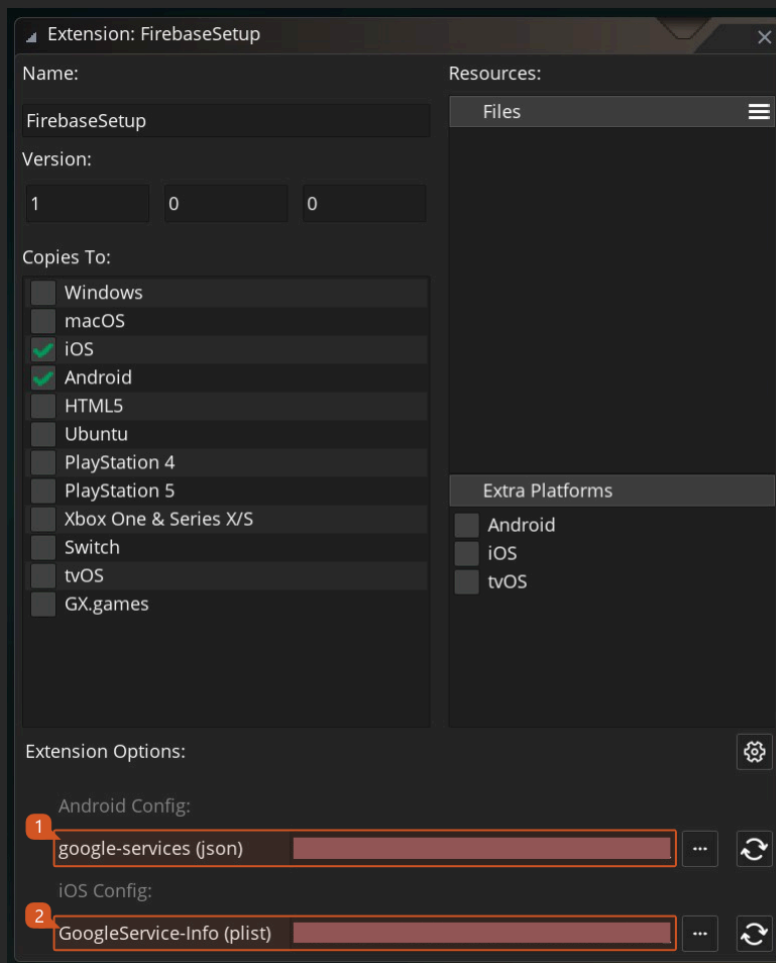 Extension: FirebaseSetup
Name:
FirebaseSetup
Version:
1 0 0
Copies To:
Windows
macOS
iOS
Android
HTML5
Ubuntu
PlayStation 4
PlayStation 5
Xbox One & Series X/S
Switch
tvOS
GX.games
Resources:
Files
Extra Platforms
Android
iOS
tvOS
Extension Options:
Android Config:
1
google-services (json) ...
iOS Config:
2
GoogleService-Info (plist) ...